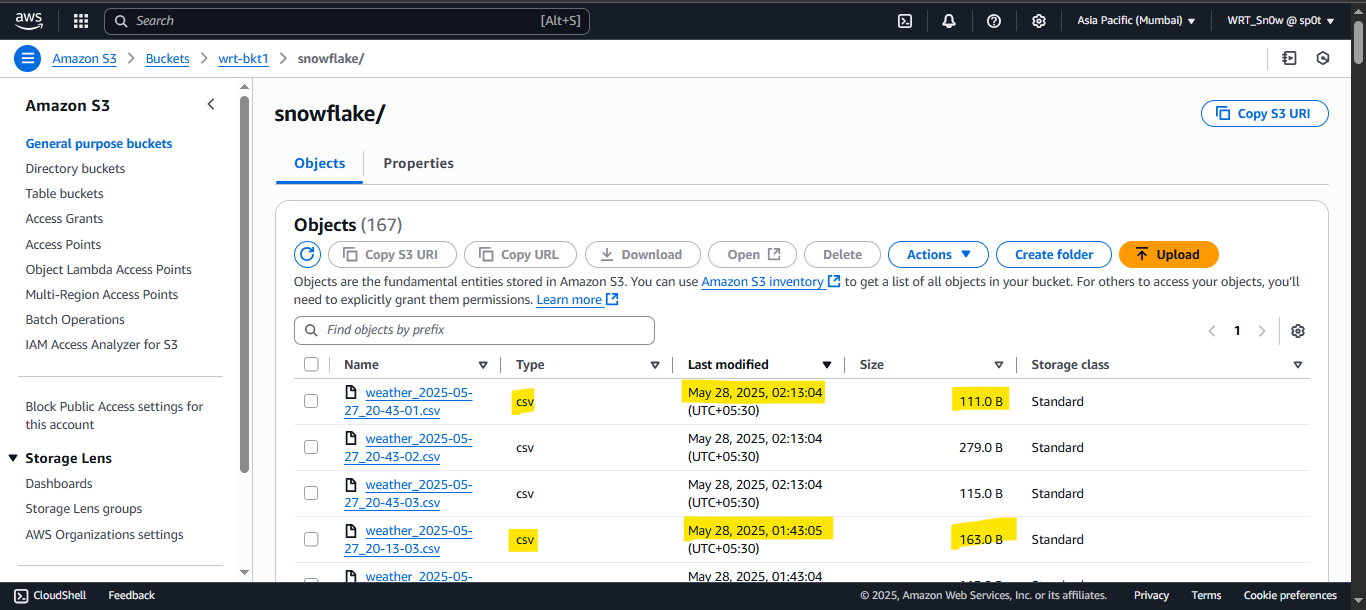 aws
Search [Alt+S]
Asia Pacific (Mumbai)
WRT_Sn0w @ sp0t
Amazon S3 > Buckets > wrt-bkt1 > snowflake/
Amazon S3
General purpose buckets
Directory buckets
Table buckets
Access Grants
Access Points
Object Lambda Access Points
Multi-Region Access Points
Batch Operations
IAM Access Analyzer for S3
Block Public Access settings for
this account
Storage Lens
Dashboards
Storage Lens groups
AWS Organizations settings
snowflake/
Copy S3 URI
Objects Properties
Objects (167)
Copy S3 URI Copy URL Download Open Delete Actions Create folder Upload
Objects are the fundamental entities stored in Amazon S3. You can use Amazon S3 inventory to get a list of all objects in your bucket. For others to access your objects, you'll
need to explicitly grant them permissions. Learn more
Find objects by prefix
1
Name Type Last modified Size Storage class
weather_2025-05-
27_20-43-01.csv
csv
May 28, 2025, 02:13:04
(UTC+05:30)
111.0 B
Standard
weather_2025-05-
27_20-43-02.csv
csv
May 28, 2025, 02:13:04
(UTC+05:30)
279.0 B
Standard
weather_2025-05-
27_20-43-03.csv
csv
May 28, 2025, 02:13:04
(UTC+05:30)
115.0 B
Standard
weather_2025-05-
27_20-13-03.csv
csv
May 28, 2025, 01:43:05
(UTC+05:30)
163.0 B
Standard
weather_2025-05-
May 28, 2025, 01:43:04
CloudShell Feedback
© 2025, Amazon Web Services, Inc. or its affiliates. Privacy Terms Cookie preferences